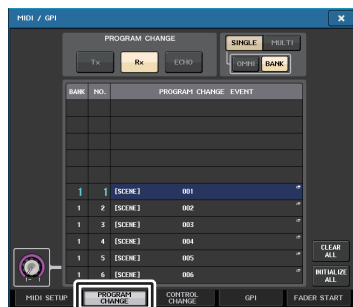 MIDI / GPI
PROGRAM CHANGE
SINGLE MULTI
Tx Rx ECHO
OMNI BANK
BANK NO. PROGRAM CHANGE EVENT
1 1 [SCENE] 001
1 2 [SCENE] 002
1 3 [SCENE] 003
1 4 [SCENE] 004
1 5 [SCENE] 005
1 6 [SCENE] 006
CLEAR ALL
INITIALIZE ALL
MIDI SETUP PROGRAM CHANGE CONTROL CHANGE GPI FADER START